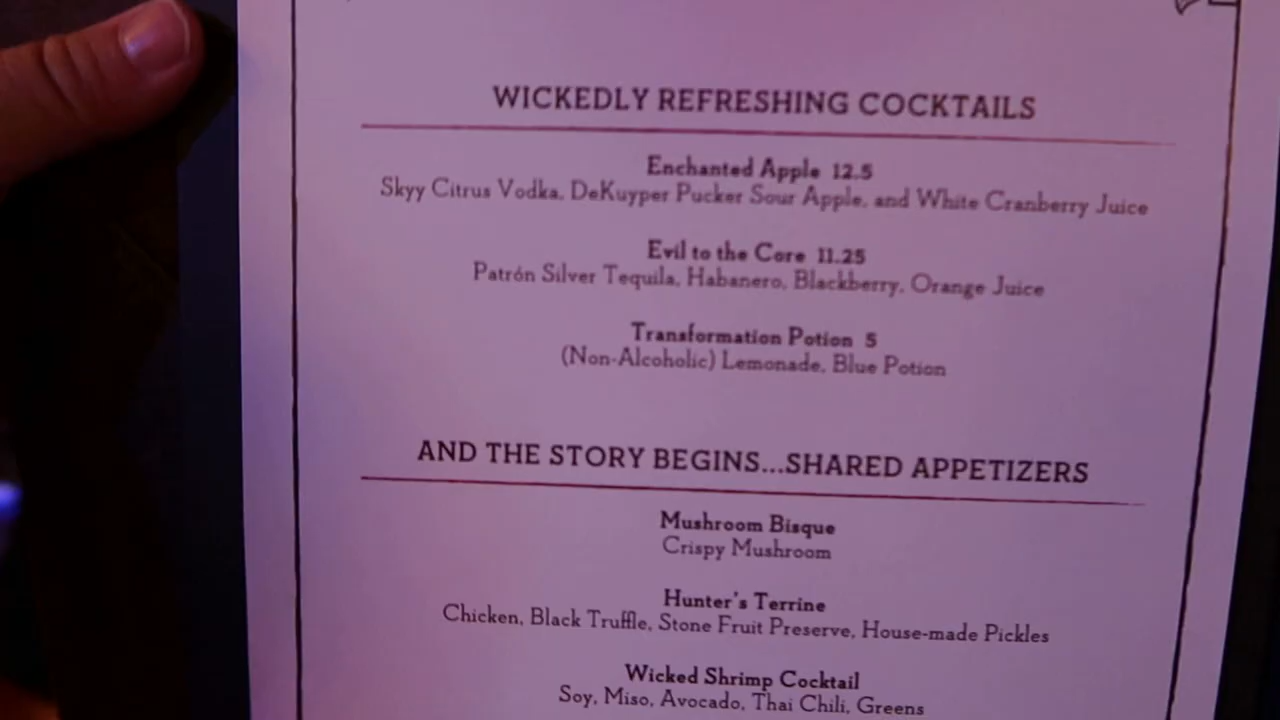 WICKEDLY REFRESHING COCKTAILS
Enchanted Apple 12.5
Skyy Citrus Vodka, DeKuyper Pucker Sour Apple, and White Cranberry Juice
Evil to the Core 11.25
Patrón Silver Tequila, Habanero, Blackberry, Orange Juice
Transformation Potion 5
(Non-Alcoholic) Lemonade, Blue Potion
AND THE STORY BEGINS...SHARED APPETIZERS
Mushroom Bisque
Crispy Mushroom
Hunter's Terrine
Chicken, Black Truffle, Stone Fruit Preserve, House-made Pickles
Wicked Shrimp Cocktail
Soy, Miso, Avocado, Thai Chili, Greens